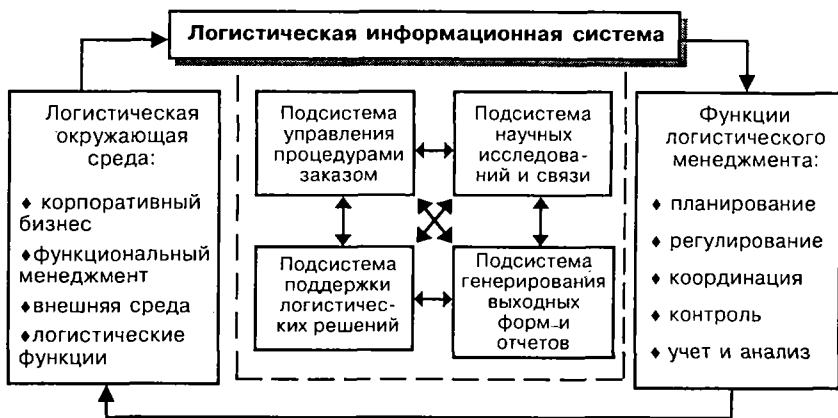 Логистическая информационная система
Логистическая
окружающая
среда:
♦ корпоративный
бизнес
♦функциональный
менеджмент
♦внешняя среда
♦логистические
функции
Подсистема
управления
процедурами
заказом
Подсистема
научных
исследова-
ний и связи
Подсистема
поддержки
логистичес-
ких решений
Подсистема
генерирования
выходных
форм и
отчетов
Функции
логистического
менеджмента:
♦ планирование
♦ регулирование
♦ координация
♦ контроль
♦ учет и анализ